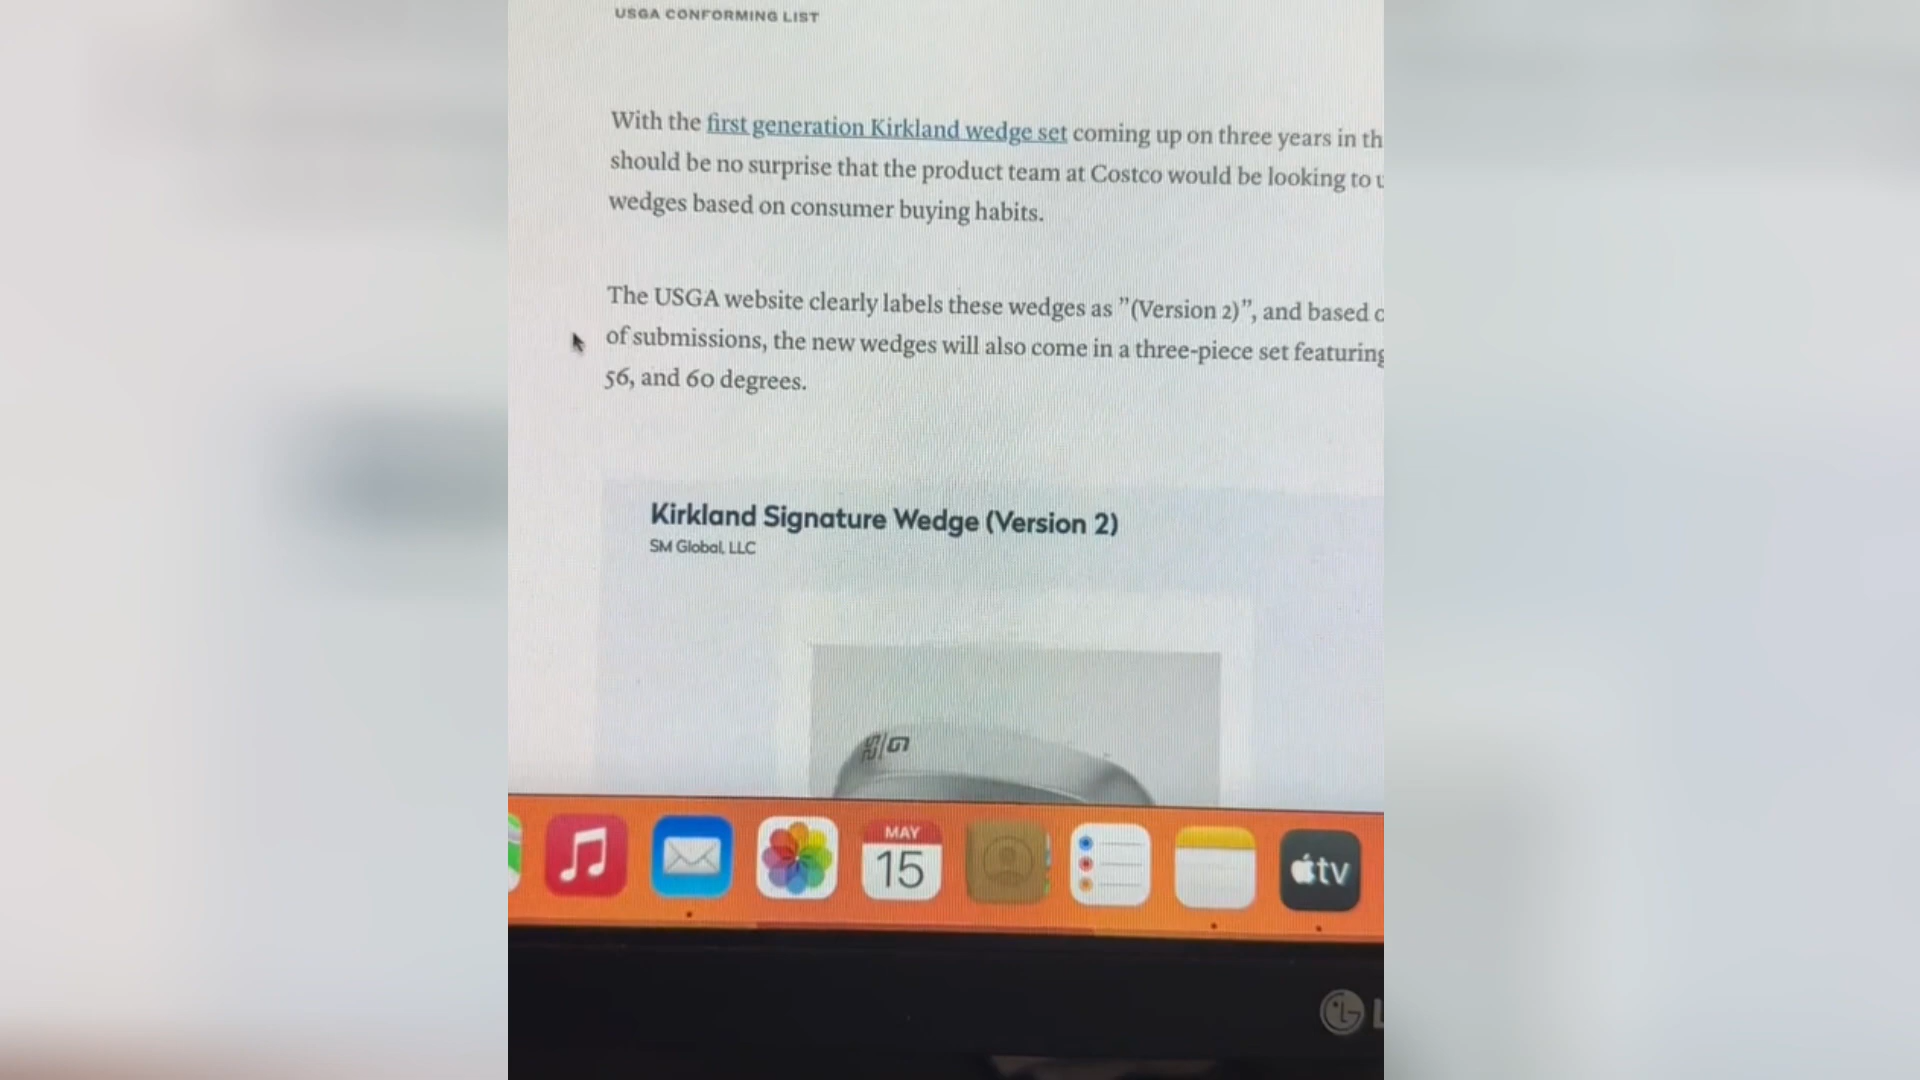 USGA CONFORMING LIST
With the first generation Kirkland wedge set coming up on three years in th
should be no surprise that the product team at Costco would be looking to u
wedges based on consumer buying habits.
The USGA website clearly labels these wedges as ”(Version 2)”, and based o
of submissions, the new wedges will also come in a three-piece set featuring
56, and 60 degrees.
Kirkland Signature Wedge (Version 2)
SM Global, LLC
MAY
15
tv
LG